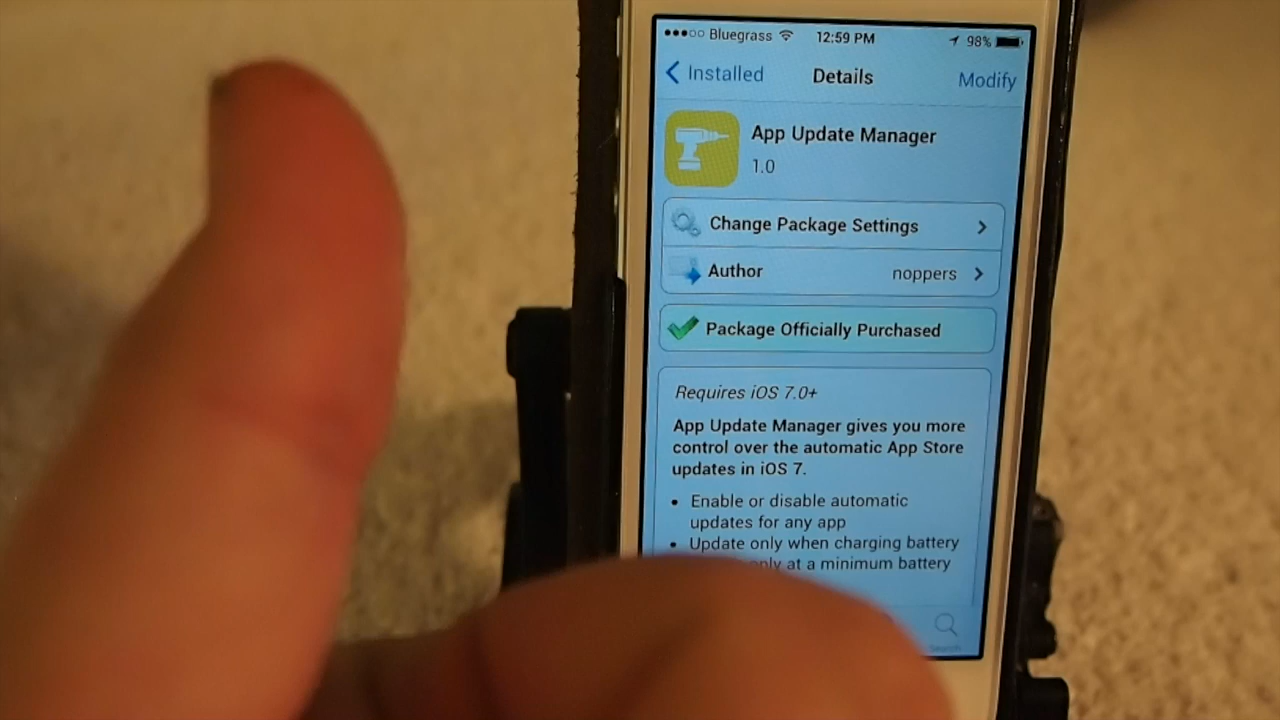 Bluegrass 12:59 PM 98%
Installed Details Modify
App Update Manager
1.0
Change Package Settings
Author noppers
Package Officially Purchased
Requires iOS 7.0+
App Update Manager gives you more
control over the automatic App Store
updates in iOS 7.
• Enable or disable automatic
updates for any app
• Update only when charging battery
only at a minimum battery
Search